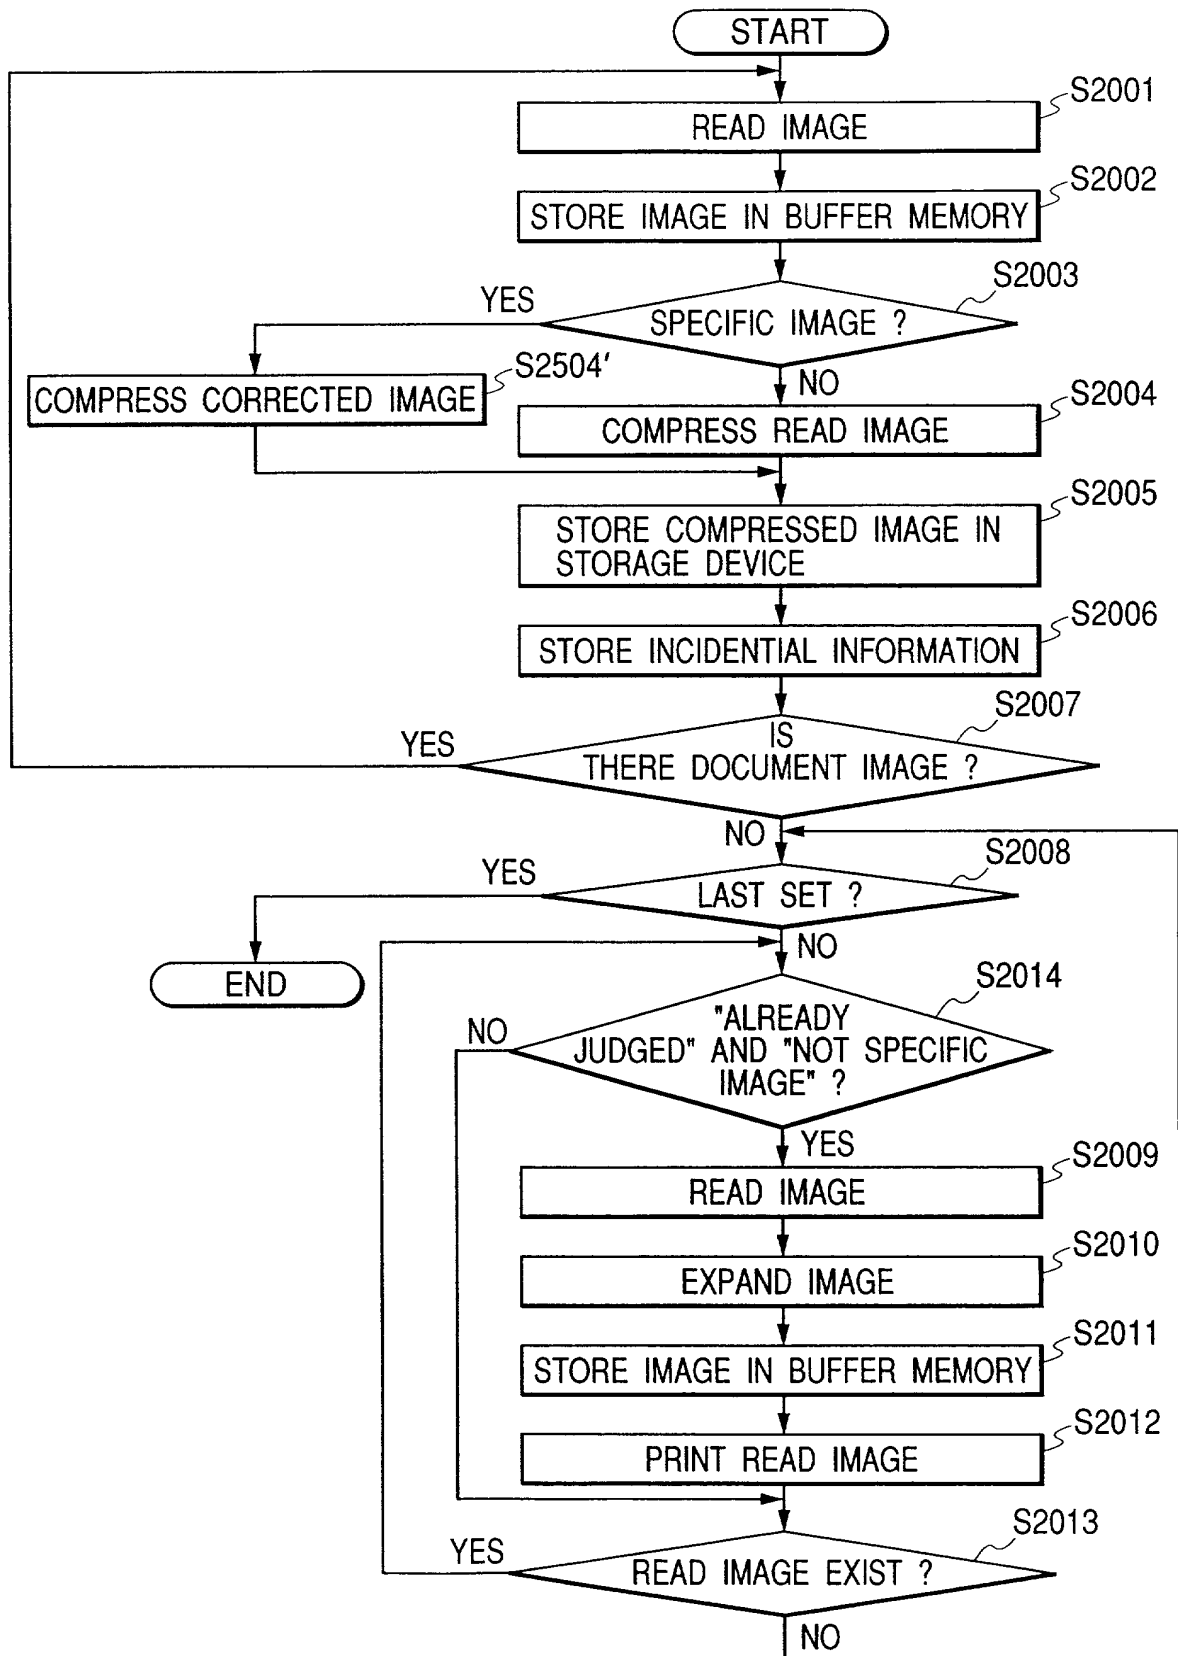 START
S2001
READ IMAGE
S2002
STORE IMAGE IN BUFFER MEMORY
S2003
YES
SPECIFIC IMAGE ?
S2504′
NO
COMPRESS CORRECTED IMAGE
S2004
COMPRESS READ IMAGE
S2005
STORE COMPRESSED IMAGE IN
STORAGE DEVICE
S2006
STORE INCIDENTIAL INFORMATION
S2007
YES
IS
THERE DOCUMENT IMAGE ?
NO
S2008
YES
LAST SET ?
NO
END
S2014
NO
"ALREADY
JUDGED" AND "NOT SPECIFIC
IMAGE" ?
YES
S2009
READ IMAGE
S2010
EXPAND IMAGE
S2011
STORE IMAGE IN BUFFER MEMORY
S2012
PRINT READ IMAGE
S2013
YES
READ IMAGE EXIST ?
NO